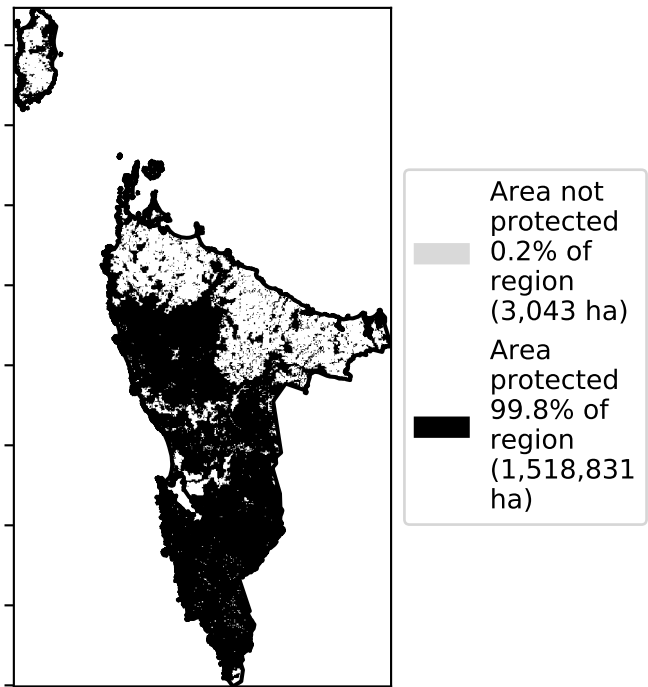 Area not
protected
0.2% of
region
(3,043 ha)
Area
protected
99.8% of
region
(1,518,831
ha)